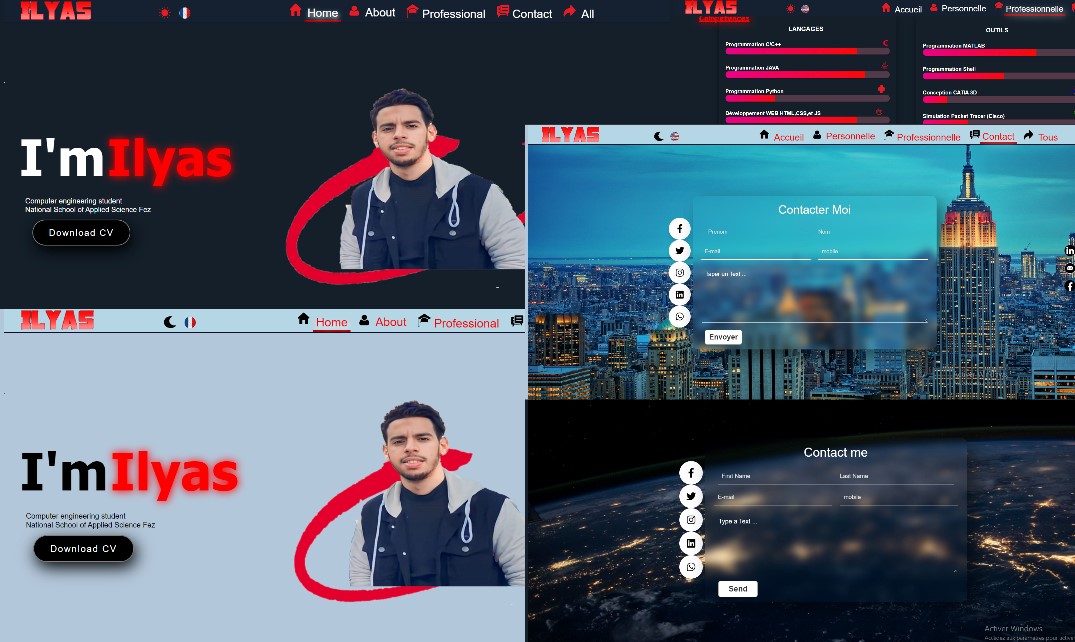 ILYAS
Home
About
Professional
Contact
All
I'm Ilyas
Computer engineering student
National School of Applied Science Fez
Download CV
ILYAS
Accueil
Personnelle
Professionnelle
Compétences
LANGAGES
Programmation C/C++
Programmation JAVA
Programmation Python
Développement WEB HTML,CSS,et JS
OUTILS
Programmation MATLAB
Programmation Shell
Conception CATIA 3D
Simulation Packet Tracer (Cisco)
ILYAS
Accueil
Personnelle
Professionnelle
Contact
Tous
Contacter Moi
Prenom
Nom
E-mail
mobile
Taper un Text ...
Envoyer
ILYAS
Home
About
Professional
I'm Ilyas
Computer engineering student
National School of Applied Science Fez
Download CV
Contact me
First Name
Last Name
E-mail
mobile
Type a Text ...
Send
Activer Windows
Accédez aux paramètres pour activer